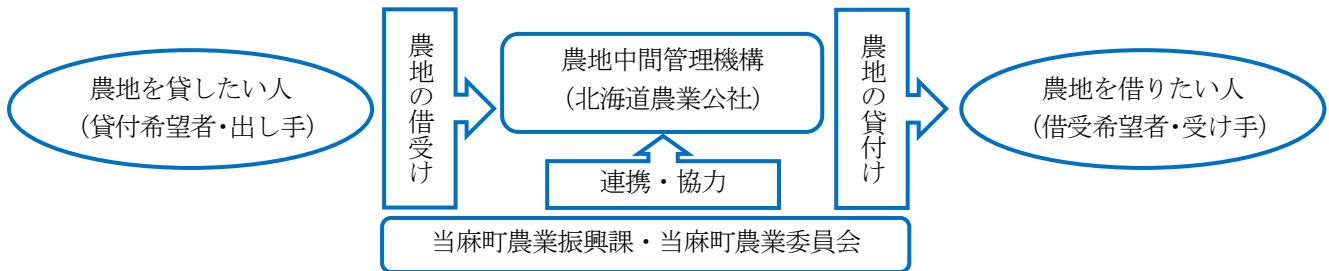 農地を貸したい人
（貸付希望者・出し手）
農地の借受け
農地中間管理機構
（北海道農業公社）
連携・協力
農地の貸付け
農地を借りたい人
（借受希望者・受け手）
当麻町農業振興課・当麻町農業委員会